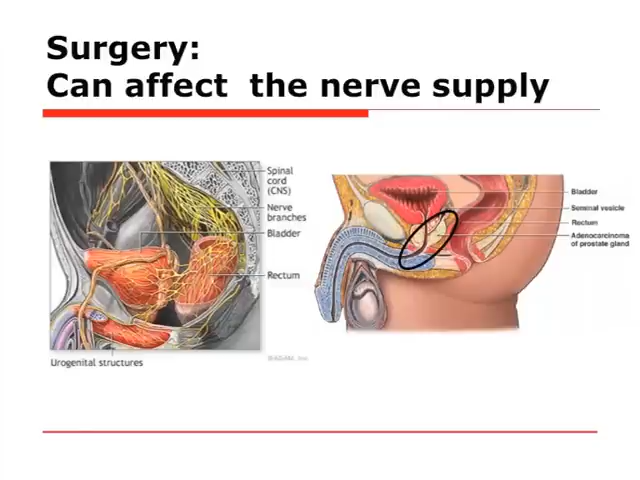 Surgery:
Can affect the nerve supply
Spinal
cord
(CNS)
Nerve
branches
Bladder
Rectum
Urogenital structures
Bladder
Seminal vesicle
Rectum
Adenocarcinoma
of prostate gland